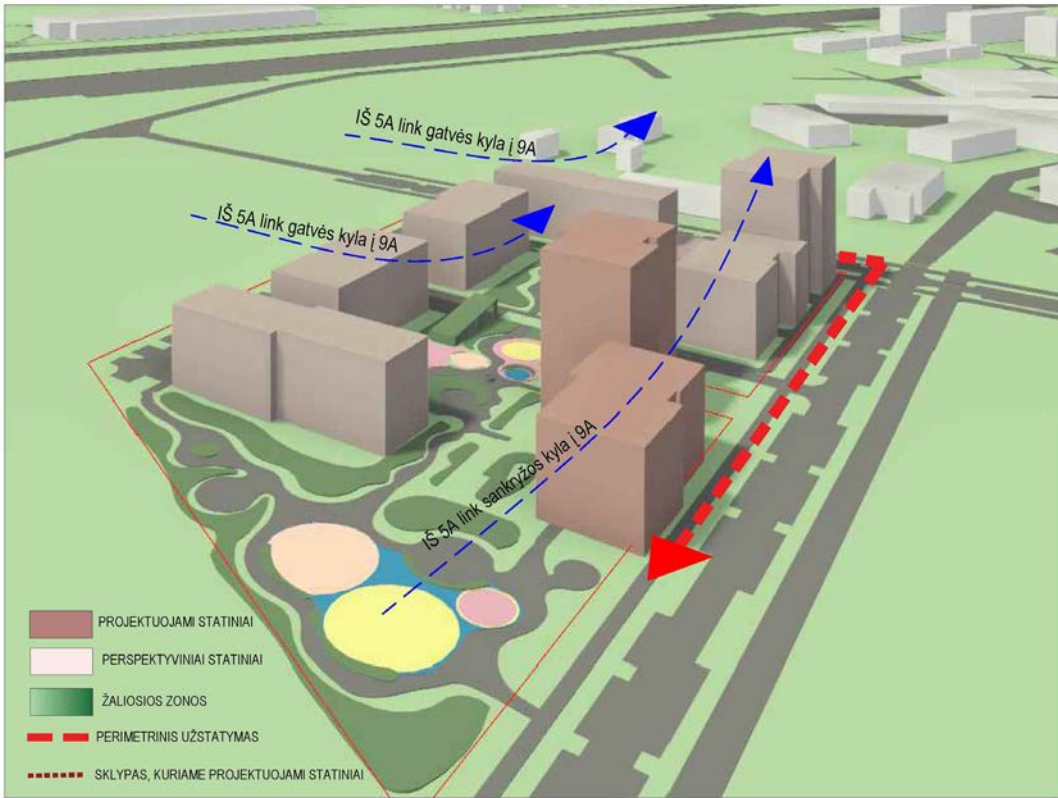 IŠ 5A link gatvės kyla į 9A
IŠ 5A link gatvės kyla į 9A
IŠ 5A link sankryžos kyla į 9A
PROJEKTUOJAMI STATINIAI
PERSPEKTYVINIAI STATINIAI
ŽALIOSIOS ZONOS
PERIMETRINIS UŽSTATYMAS
SKLYPAS, KURIAME PROJEKTUOJAMI STATINIAI